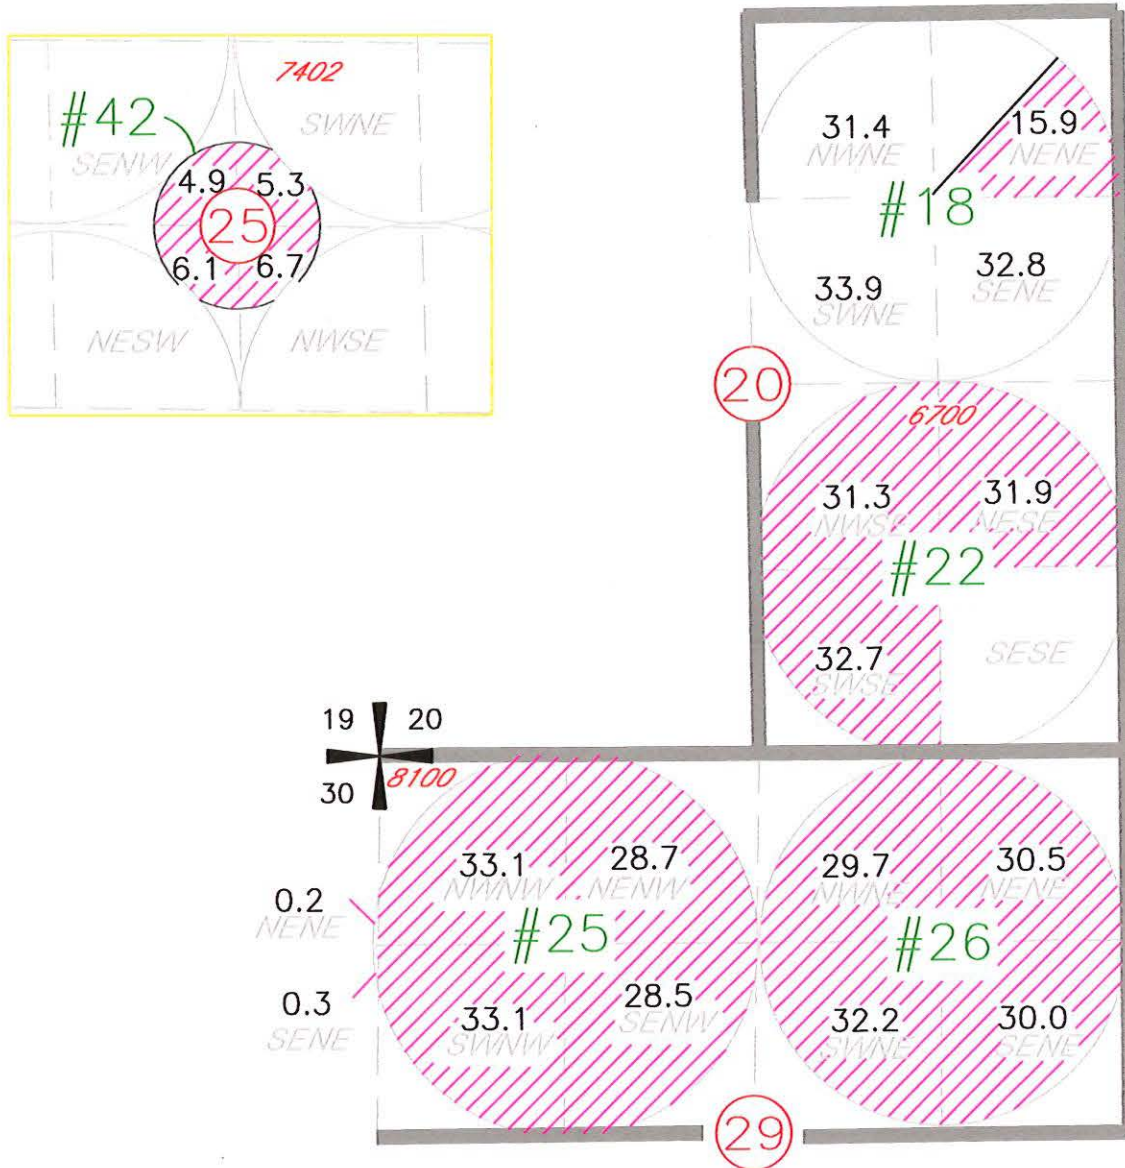 7402
#42
SWNE
SENW
4.9
5.3
25
6.1
6.7
NESW
NWSE
31.4
NWNE
15.9
NENE
#18
33.9
SWNE
32.8
SENE
20
6700
31.3
NWSE
31.9
NESE
#22
32.7
SWSE
SESE
19
20
30
8100
33.1
NWNW
28.7
NENW
0.2
NENE
#25
0.3
SENE
33.1
SWNW
28.5
SENW
29.7
NWNE
30.5
NENE
#26
32.2
SWNE
30.0
SENE
29